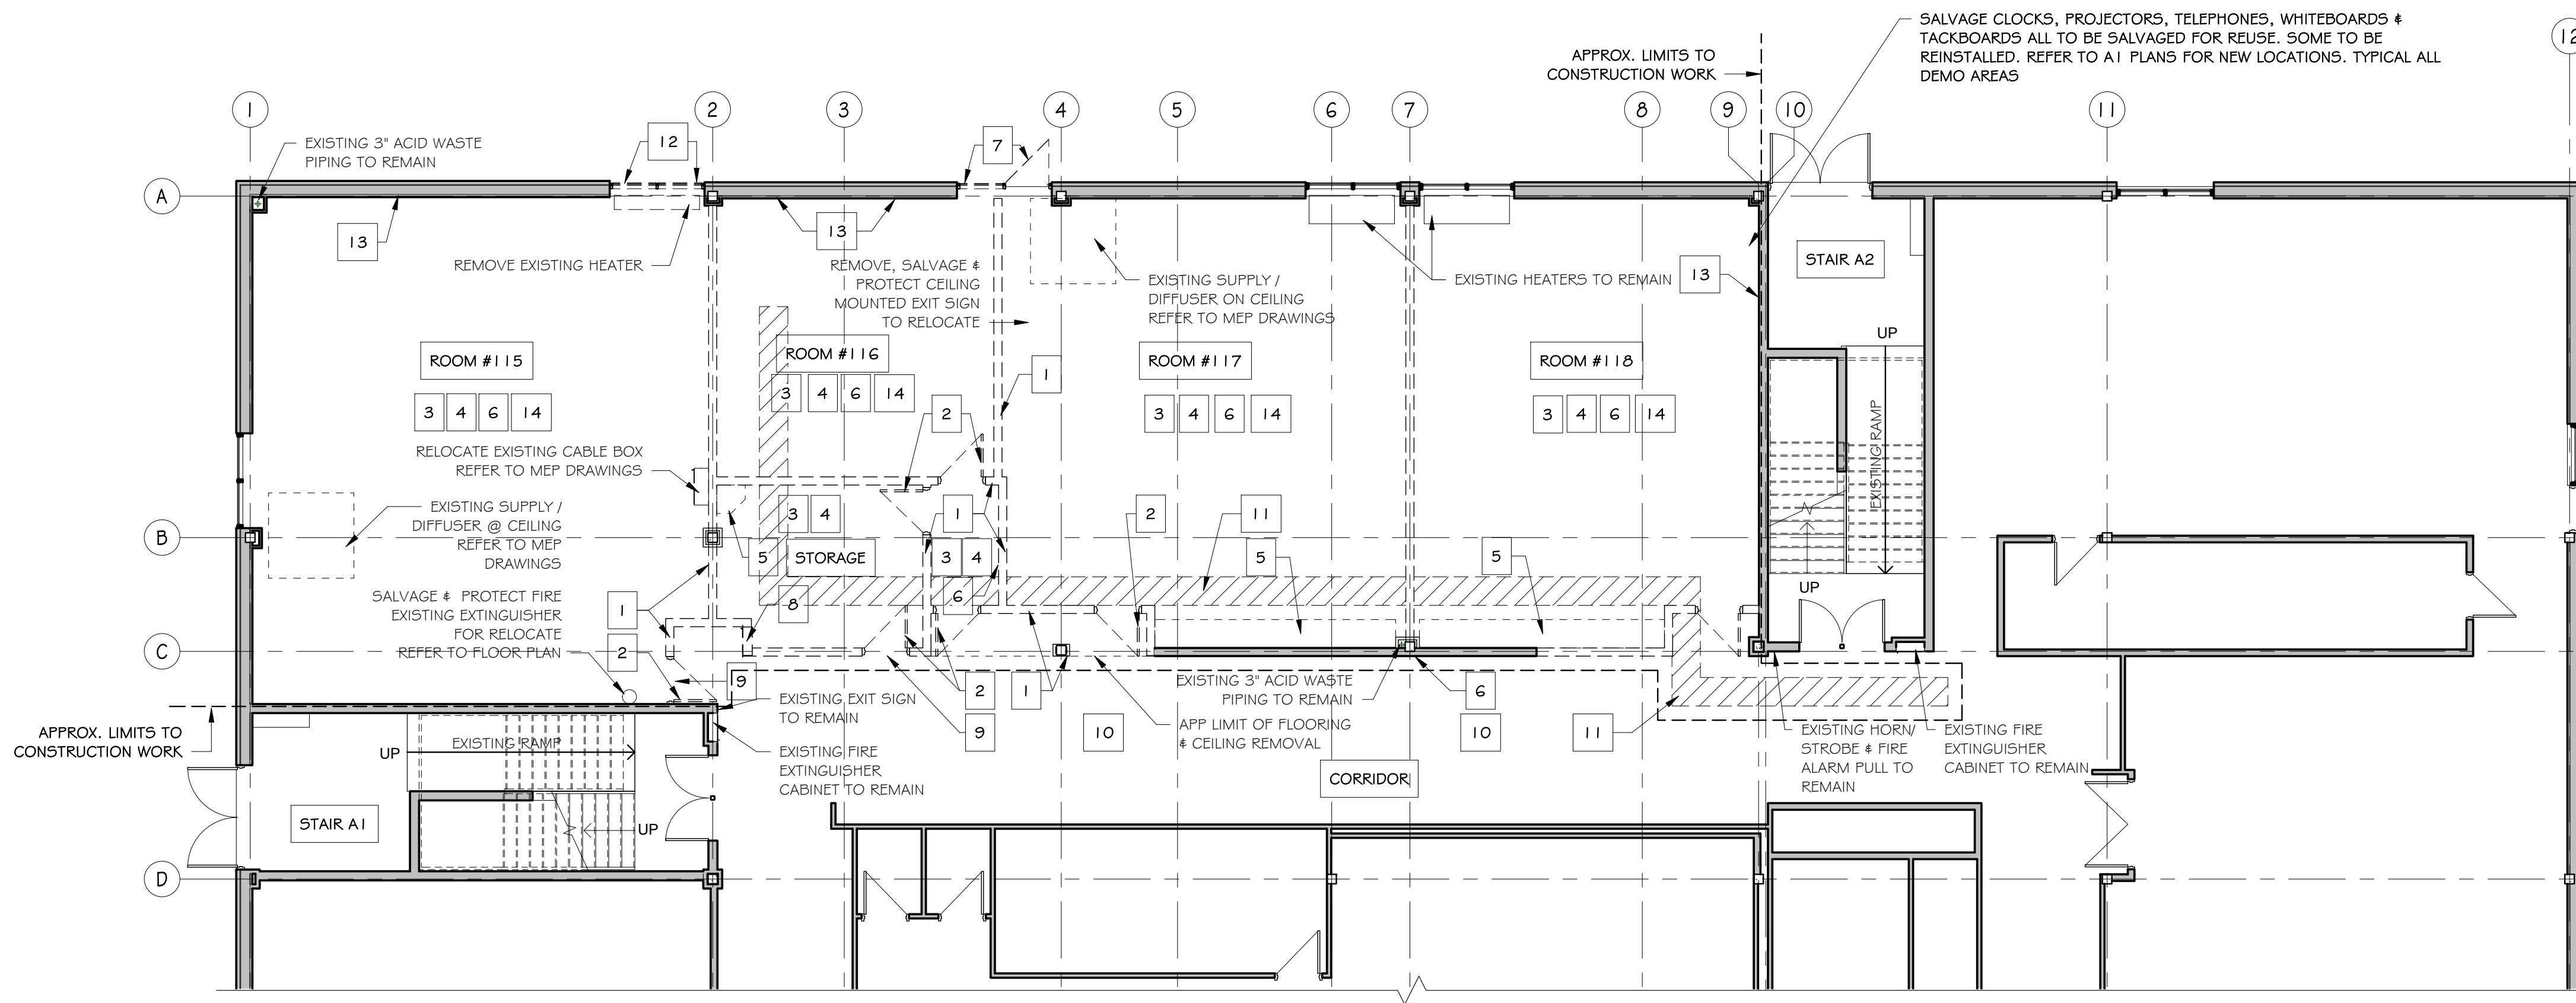 SALVAGE CLOCKS, PROJECTORS, TELEPHONES, WHITEBOARDS &
TACKBOARDS ALL TO BE SALVAGED FOR REUSE. SOME TO BE
REINSTALLED. REFER TO A1 PLANS FOR NEW LOCATIONS. TYPICAL ALL
DEMO AREAS
APPROX. LIMITS TO
CONSTRUCTION WORK
1
2
3
4
5
6
7
8
9
10
11
12
EXISTING 3" ACID WASTE
PIPING TO REMAIN
12
7
A
13
13
REMOVE EXISTING HEATER
REMOVE, SALVAGE &
PROTECT CEILING
MOUNTED EXIT SIGN
TO RELOCATE
EXISTING SUPPLY /
DIFFUSER ON CEILING
REFER TO MEP DRAWINGS
EXISTING HEATERS TO REMAIN
13
STAIR A2
UP
ROOM #115
3 4 6 14
ROOM #116
3 4 6 14
1
ROOM #117
3 4 6 14
ROOM #118
3 4 6 14
2
EXISTING RAMP
RELOCATE EXISTING CABLE BOX
REFER TO MEP DRAWINGS
EXISTING SUPPLY /
DIFFUSER @ CEILING
REFER TO MEP
DRAWINGS
3 4
1
2
11
B
5
STORAGE
3 4
6
5
5
UP
SALVAGE & PROTECT FIRE
EXISTING EXTINGUISHER
FOR RELOCATE
REFER TO FLOOR PLAN
1
8
2
C
9
EXISTING EXIT SIGN
TO REMAIN
2
1
EXISTING 3" ACID WASTE
PIPING TO REMAIN
6
APPROX. LIMITS TO
CONSTRUCTION WORK
9
10
APP LIMIT OF FLOORING
& CEILING REMOVAL
10
11
EXISTING HORN/
STROBE & FIRE
ALARM PULL TO
REMAIN
EXISTING FIRE
EXTINGUISHER
CABINET TO REMAIN
UP
EXISTING RAMP
EXISTING FIRE
EXTINGUISHER
CABINET TO REMAIN
CORRIDOR
STAIR A1
UP
D